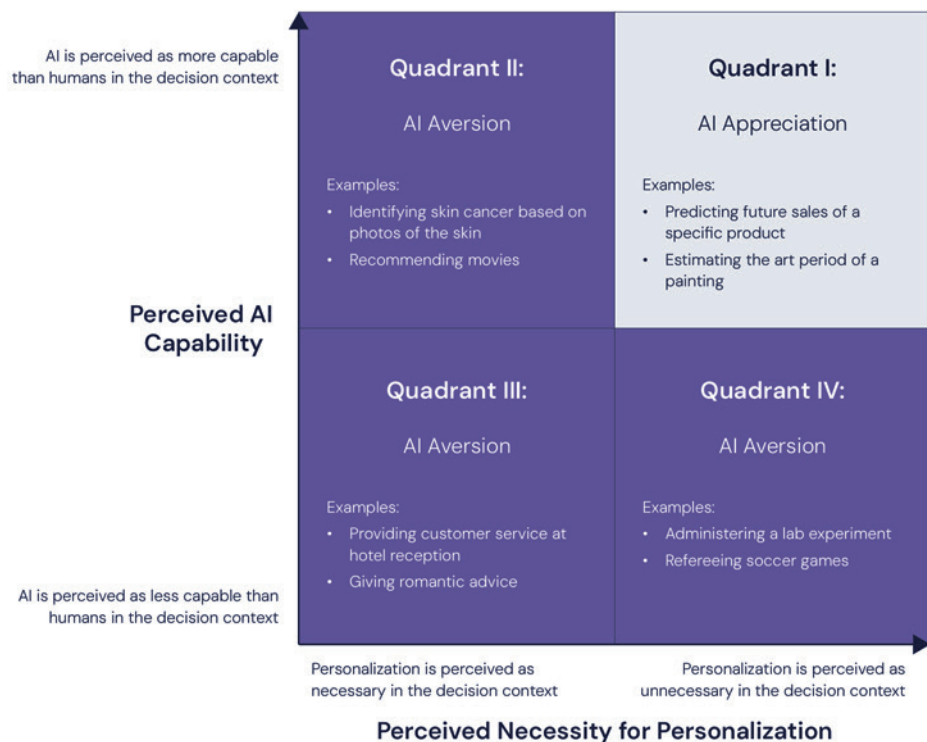 AI is perceived as more capable
than humans in the decision context
Quadrant II:
AI Aversion
Examples:
• Identifying skin cancer based on
photos of the skin
• Recommending movies
Quadrant I:
AI Appreciation
Examples:
• Predicting future sales of a
specific product
• Estimating the art period of a
painting
Perceived AI
Capability
Quadrant III:
AI Aversion
Examples:
• Providing customer service at
hotel reception
• Giving romantic advice
Quadrant IV:
AI Aversion
Examples:
• Administering a lab experiment
• Refereeing soccer games
AI is perceived as less capable than
humans in the decision context
Personalization is perceived as
necessary in the decision context
Personalization is perceived as
unnecessary in the decision context
Perceived Necessity for Personalization